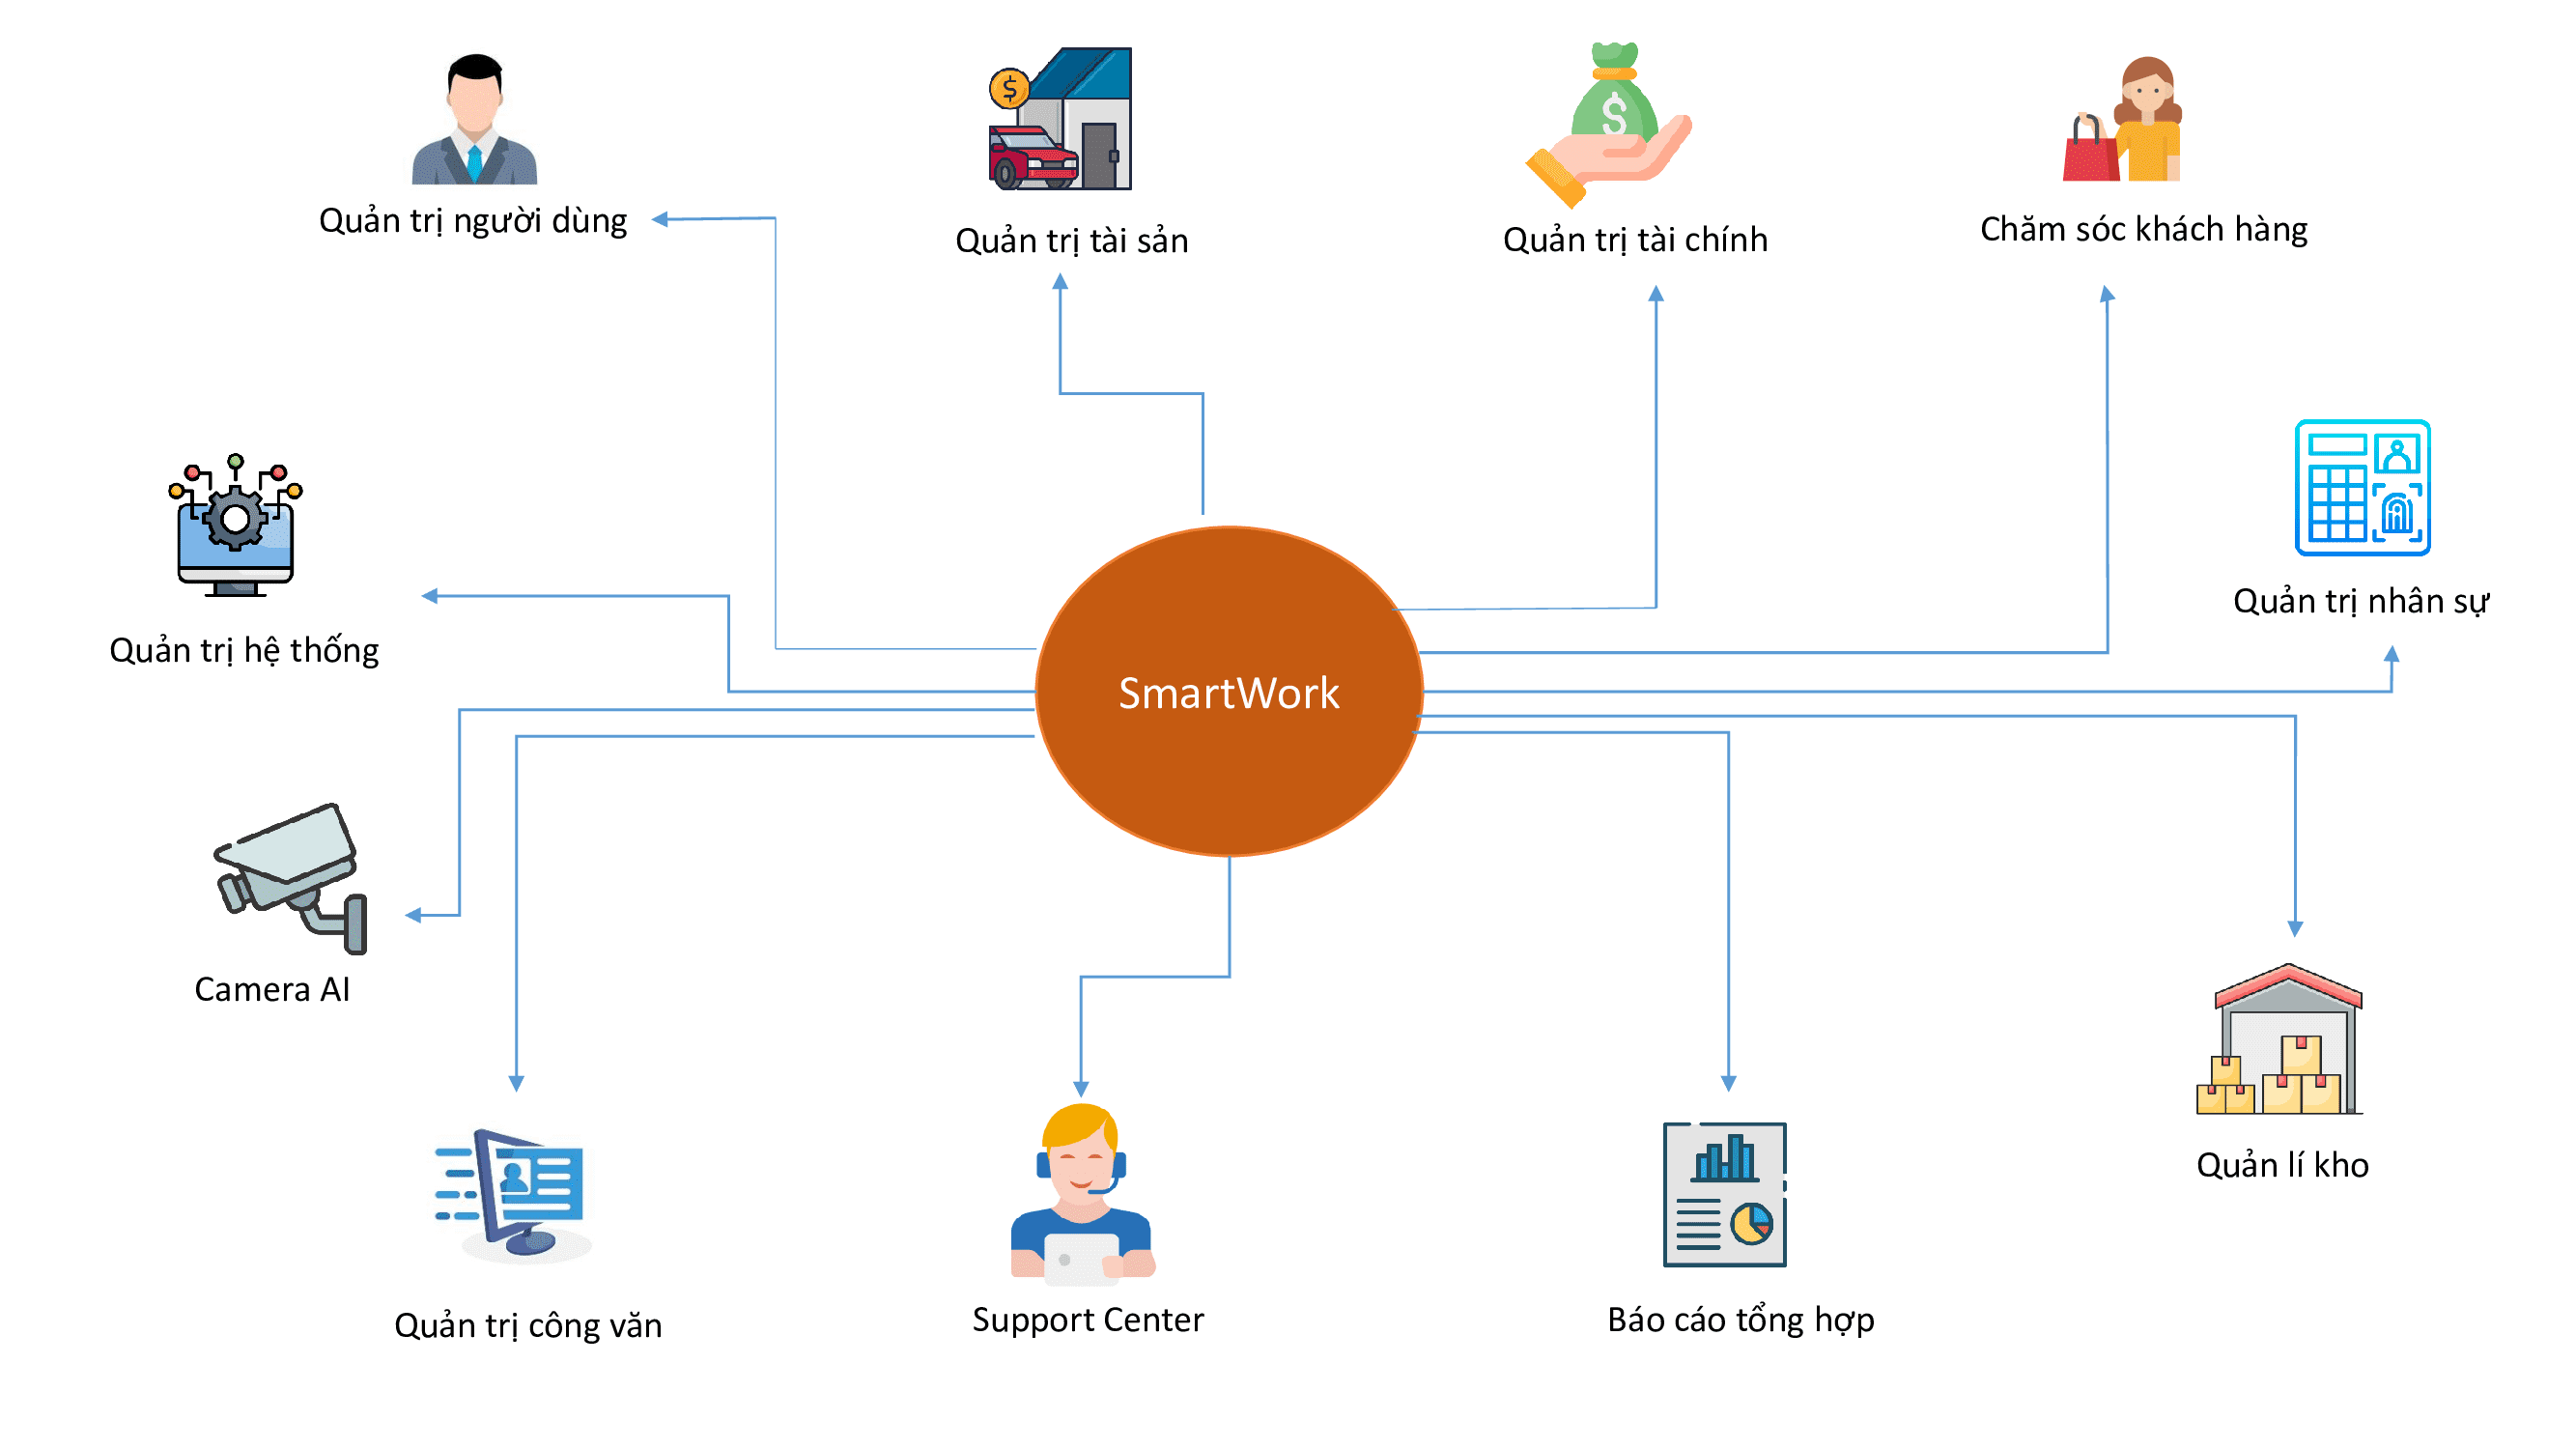 Quản trị người dùng
Quản trị tài sản
Quản trị tài chính
Chăm sóc khách hàng
Quản trị hệ thống
Quản trị nhân sự
SmartWork
Camera AI
Quản lí kho
Quản trị công văn
Support Center
Báo cáo tổng hợp